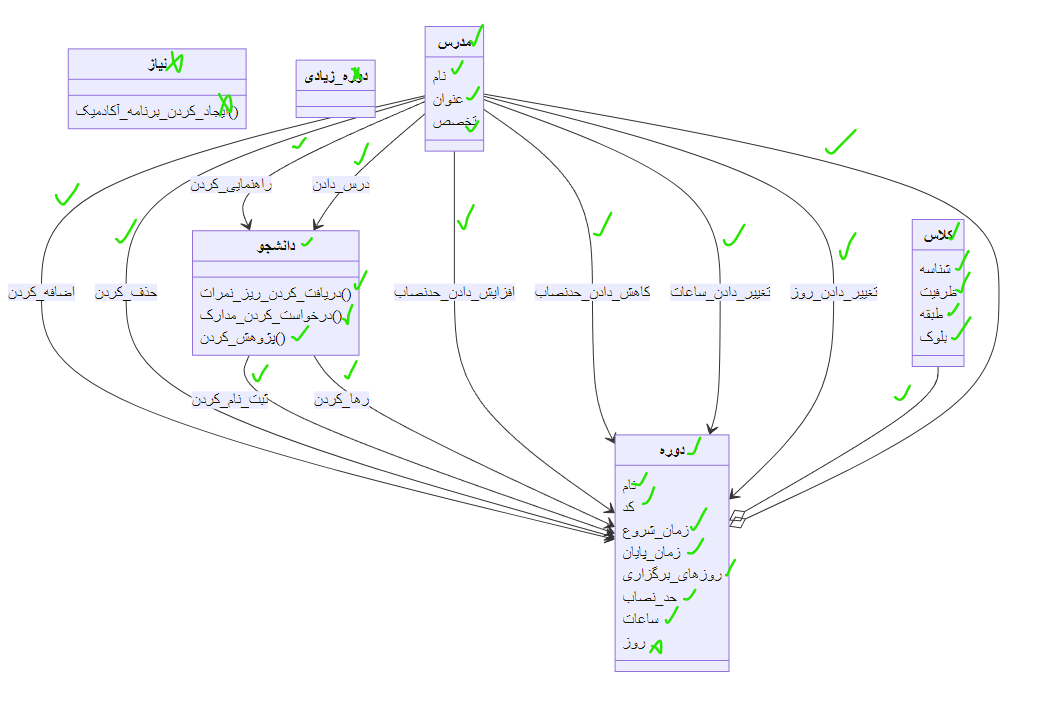 نیاز
ایجاد_کردن_برنامه_آکادمیک()
دوره_زیادی
مدرس
نام
عنوان
تخصص
راهنمایی_کردن
درس_دادن
دانشجو
دریافت_کردن_ریز_نمرات()
درخواست_کردن_مدارک()
پژوهش_کردن()
کلاس
شناسه
ظرفیت
طبقه
بلوک
اضافه_کردن
حذف_کردن
افزایش_دادن_حدنصاب
کاهش_دادن_حدنصاب
تغییر_دادن_ساعات
تغییر_دادن_روز
ثبت_نام_کردن
رها_کردن
دوره
نام
کد
زمان_شروع
زمان_پایان
روزهای_برگزاری
حد_نصاب
ساعات
روز